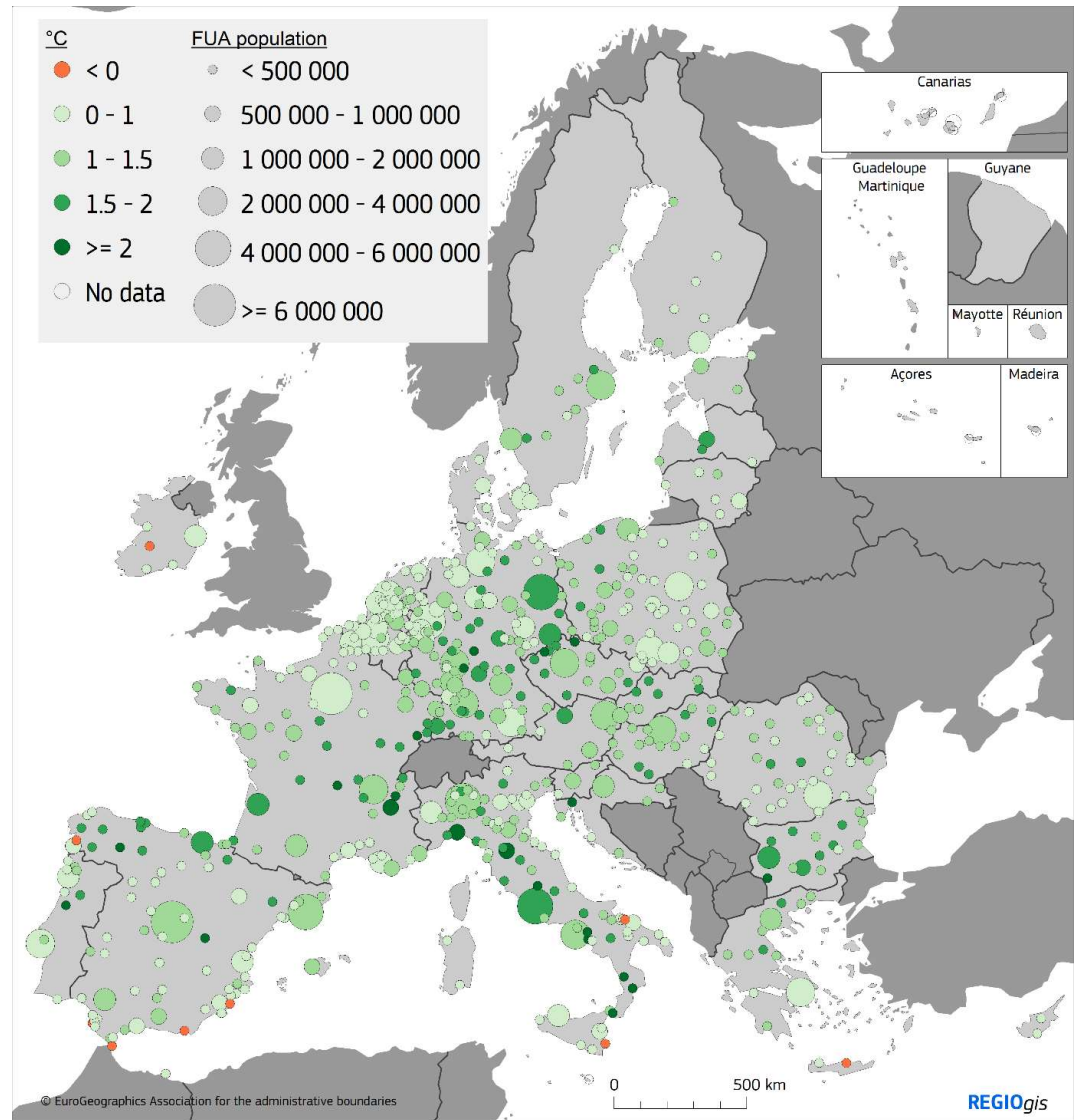 °C
FUA population
< 0
< 500 000
0 - 1
500 000 - 1 000 000
1 - 1.5
1 000 000 - 2 000 000
1.5 - 2
2 000 000 - 4 000 000
>= 2
4 000 000 - 6 000 000
No data
>= 6 000 000
Canarias
Guadeloupe
Martinique
Guyane
Mayotte
Réunion
Açores
Madeira
0 500 km
© EuroGeographics Association for the administrative boundaries
REGIOgis